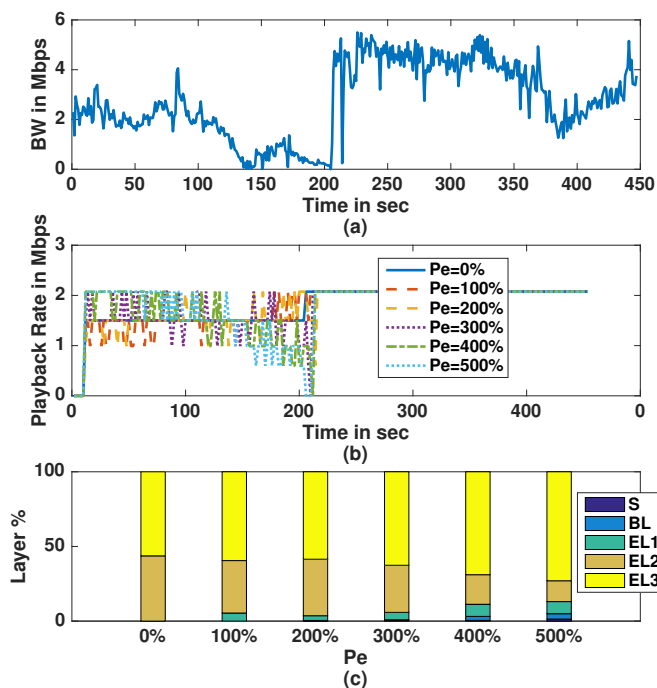 6
4
2
0
BW in Mbps
0 50 100 150 200 250 300 350 400 450
Time in sec
(a)
3
2
1
0
Playback Rate in Mbps
Pe=0%
Pe=100%
Pe=200%
Pe=300%
Pe=400%
Pe=500%
0 100 200 300 400 0
Time in sec
(b)
100
50
0
Layer %
S
BL
EL1
EL2
EL3
0% 100% 200% 300% 400% 500%
Pe
(c)